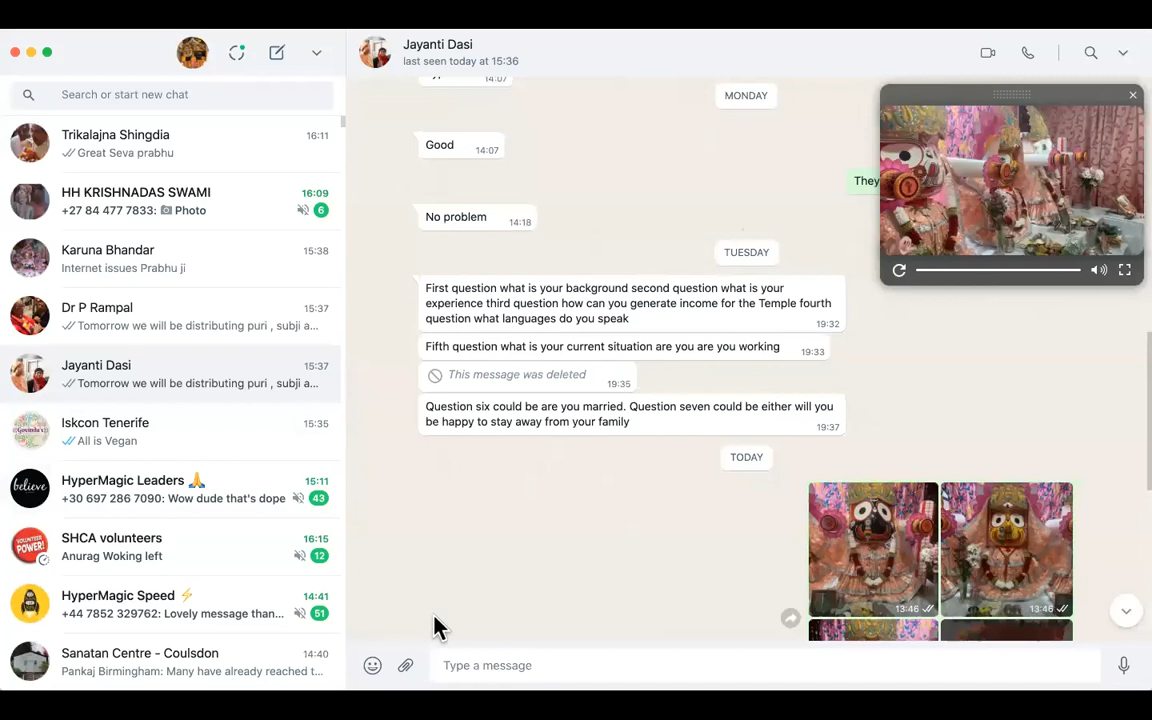 Search or start new chat
Trikalajna Shingdia 16:11
Great Seva prabhu
HH KRISHNADAS SWAMI 16:09
+27 84 477 7833: Photo 6
Karuna Bhandar 15:38
Internet issues Prabhu ji
Dr P Rampal 15:37
Tomorrow we will be distributing puri , subji a...
Jayanti Dasi 15:37
Tomorrow we will be distributing puri , subji a...
Iskcon Tenerife 15:35
All is Vegan
believe
HyperMagic Leaders 🙏 15:11
+30 697 286 7090: Wow dude that's dope 43
VOLUNTEER
POWER!
SHCA volunteers 16:15
Anurag Woking left 12
HyperMagic Speed ⚡ 14:41
+44 7852 329762: Lovely message than... 51
Sanatan Centre - Coulsdon 14:40
Pankaj Birmingham: Many have already reached t...
Jayanti Dasi
last seen today at 15:36
14:07
MONDAY
Good 14:07
They
No problem 14:18
TUESDAY
First question what is your background second question what is your
experience third question how can you generate income for the Temple fourth
question what languages do you speak 19:32
Fifth question what is your current situation are you are you working 19:33
This message was deleted 19:35
Question six could be are you married. Question seven could be either will you
be happy to stay away from your family 19:37
TODAY
13:46 13:46
Type a message